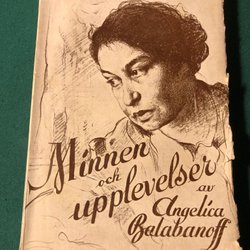 Minnen
och
upplevelser
av
Angelica
Balabanoff